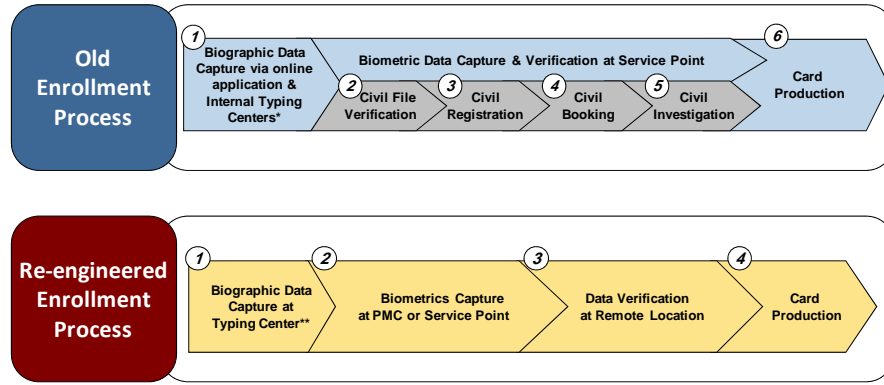 Old
Enrollment
Process
1
Biographic Data
Capture via online
application &
Internal Typing
Centers*
Biometric Data Capture & Verification at Service Point
2
Civil File
Verification
3
Civil
Registration
4
Civil
Booking
5
Civil
Investigation
6
Card
Production
Re-engineered
Enrollment
Process
1
Biographic Data
Capture at
Typing Center**
2
Biometrics Capture
at PMC or Service Point
3
Data Verification
at Remote Location
4
Card
Production